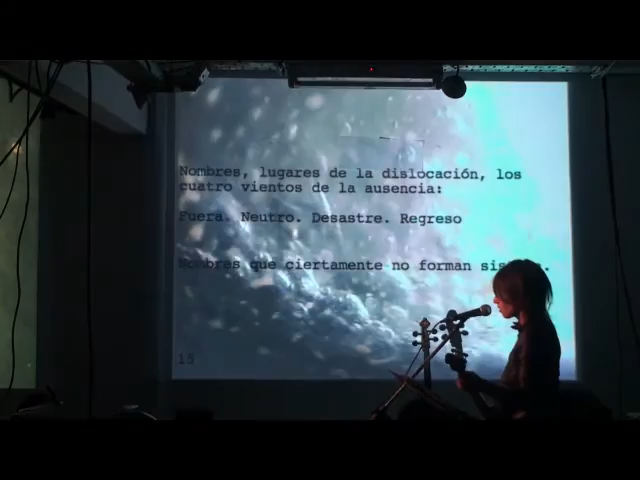 Nombres, lugares de la dislocación, los
cuatro vientos de la ausencia:
Fuera. Neutro. Desastre. Regreso
Nombres que ciertamente no forman
15